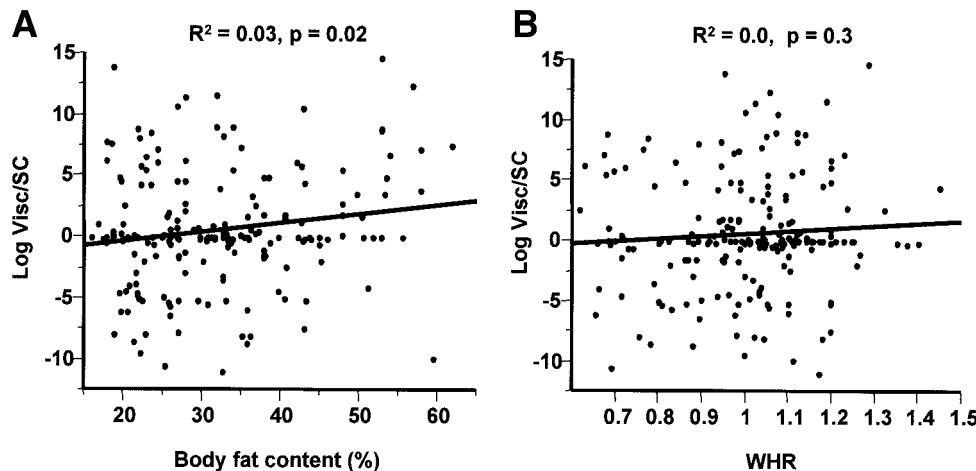 A
R² = 0.03, p = 0.02
Log Visc/SC
15
10
5
0
-5
-10
20 30 40 50 60
Body fat content (%)
B
R² = 0.0, p = 0.3
Log Visc/SC
15
10
5
0
-5
-10
0.7 0.8 0.9 1 1.1 1.2 1.3 1.4 1.5
WHR